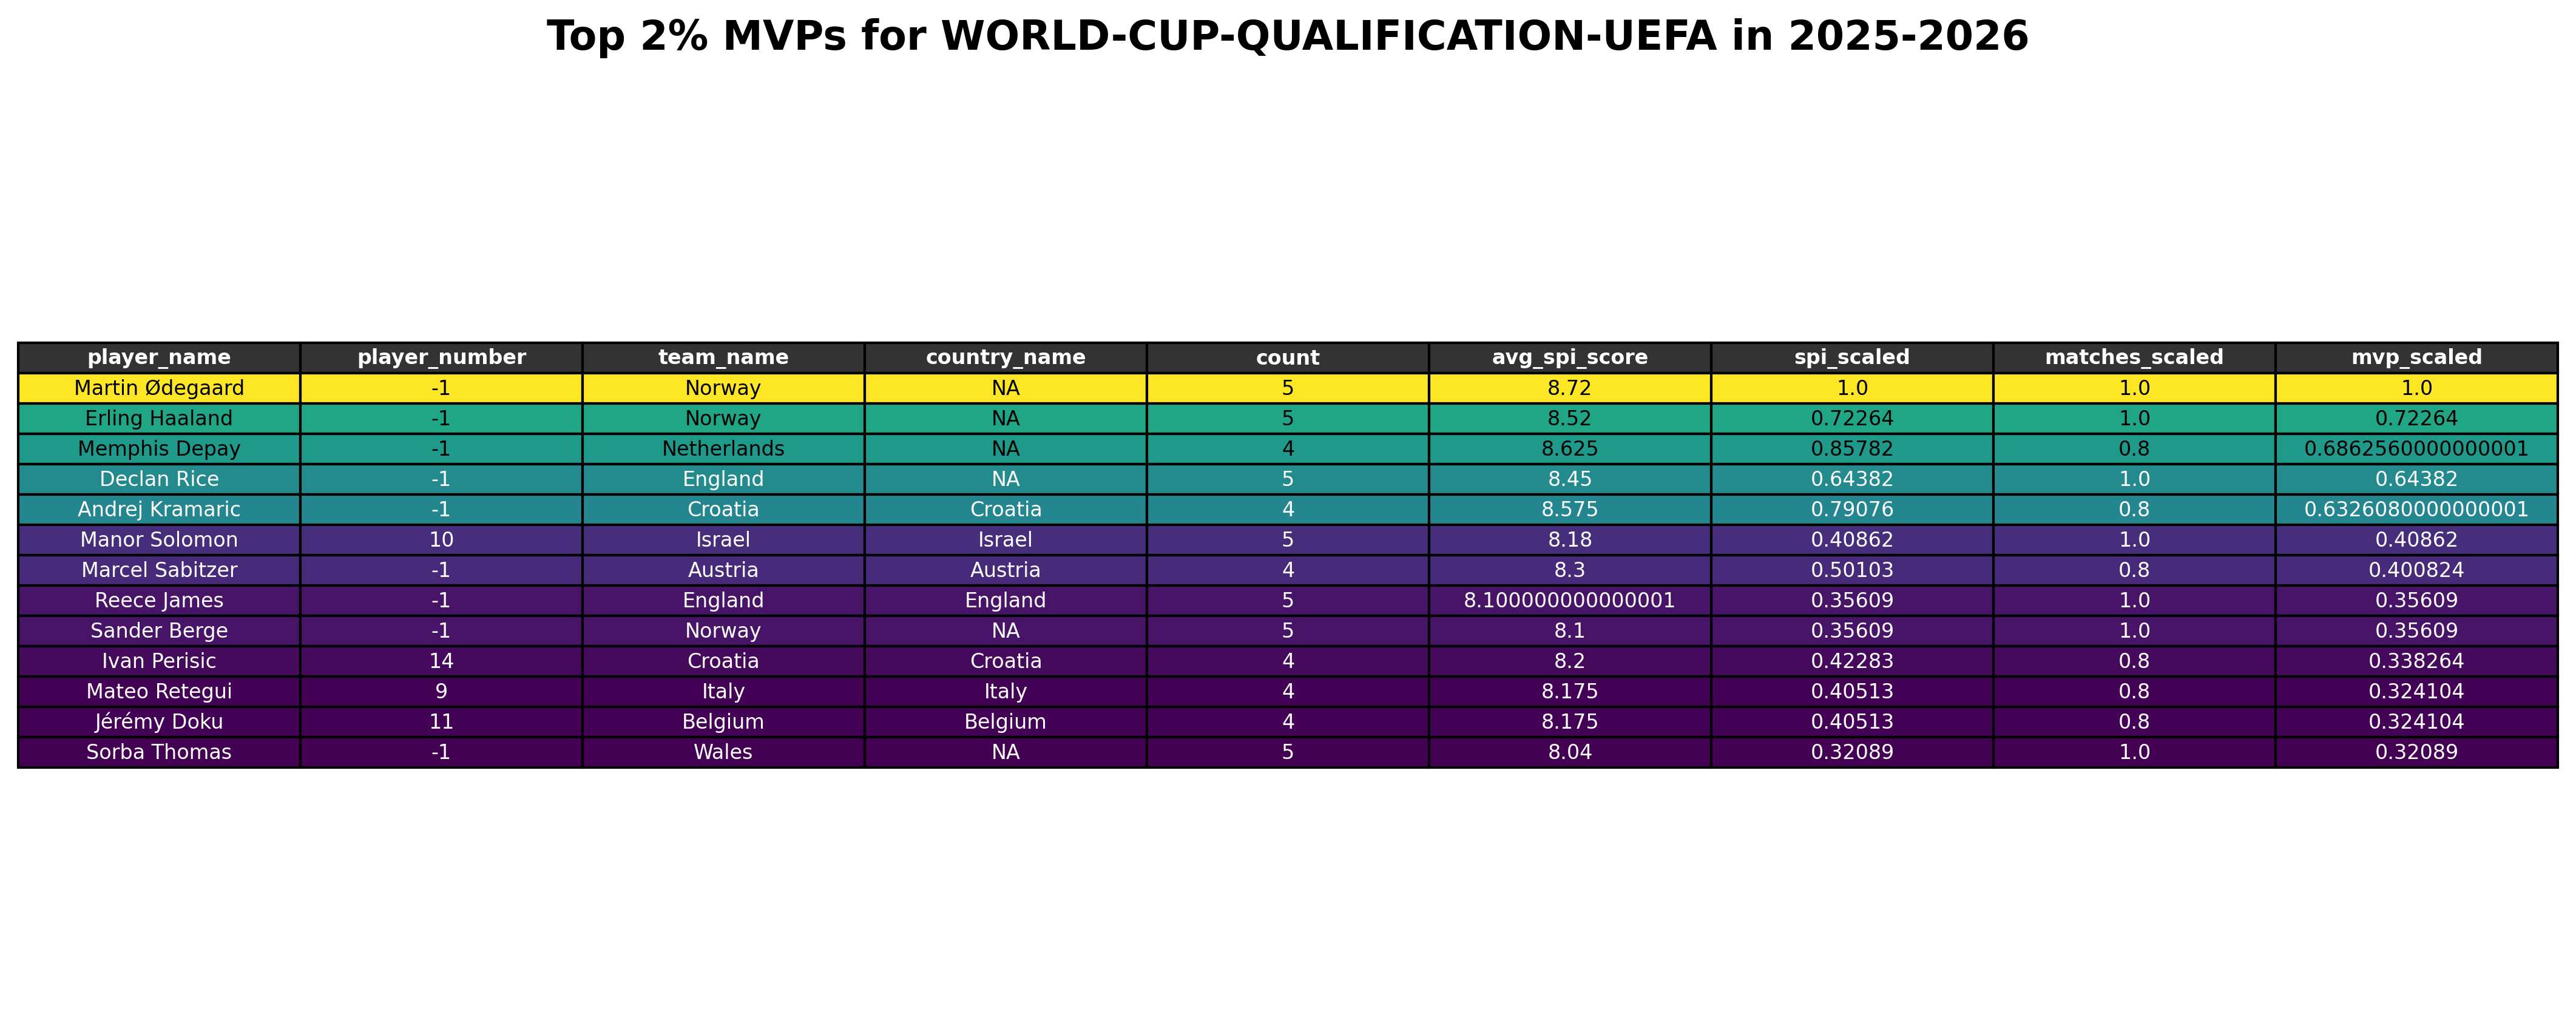 Top 2% MVPs for WORLD-CUP-QUALIFICATION-UEFA in 2025-2026
player_name player_number team_name country_name count avg_spi_score spi_scaled matches_scaled mvp_scaled
Martin Ødegaard -1 Norway NA 5 8.72 1.0 1.0 1.0
Erling Haaland -1 Norway NA 5 8.52 0.72264 1.0 0.72264
Memphis Depay -1 Netherlands NA 4 8.625 0.85782 0.8 0.6862560000000001
Declan Rice -1 England NA 5 8.45 0.64382 1.0 0.64382
Andrej Kramaric -1 Croatia Croatia 4 8.575 0.79076 0.8 0.6326080000000001
Manor Solomon 10 Israel Israel 5 8.18 0.40862 1.0 0.40862
Marcel Sabitzer -1 Austria Austria 4 8.3 0.50103 0.8 0.400824
Reece James -1 England England 5 8.100000000000001 0.35609 1.0 0.35609
Sander Berge -1 Norway NA 5 8.1 0.35609 1.0 0.35609
Ivan Perisic 14 Croatia Croatia 4 8.2 0.42283 0.8 0.338264
Mateo Retegui 9 Italy Italy 4 8.175 0.40513 0.8 0.324104
Jérémy Doku 11 Belgium Belgium 4 8.175 0.40513 0.8 0.324104
Sorba Thomas -1 Wales NA 5 8.04 0.32089 1.0 0.32089